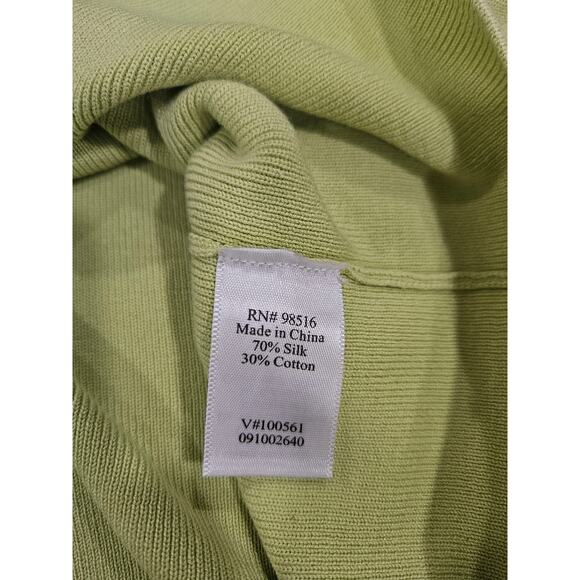 RN# 98516
Made in China
70% Silk
30% Cotton
V#100561
091002640